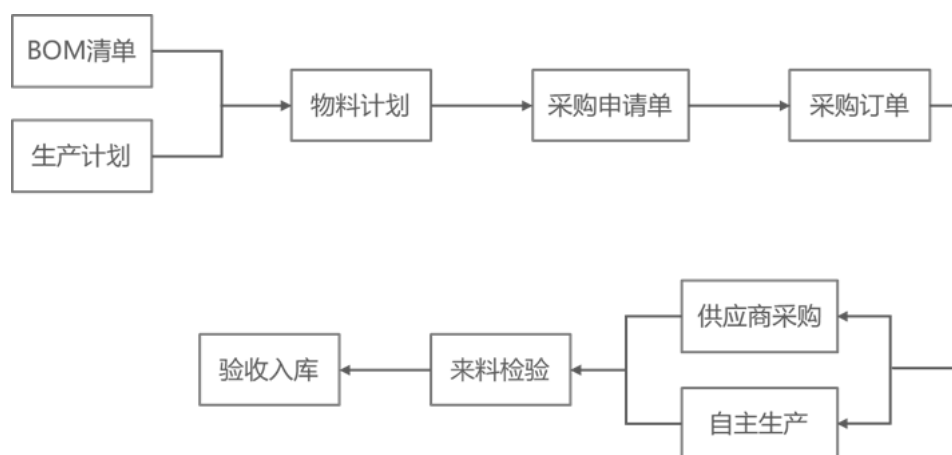 BOM清单
生产计划
物料计划
采购申请单
采购订单
供应商采购
自主生产
来料检验
验收入库